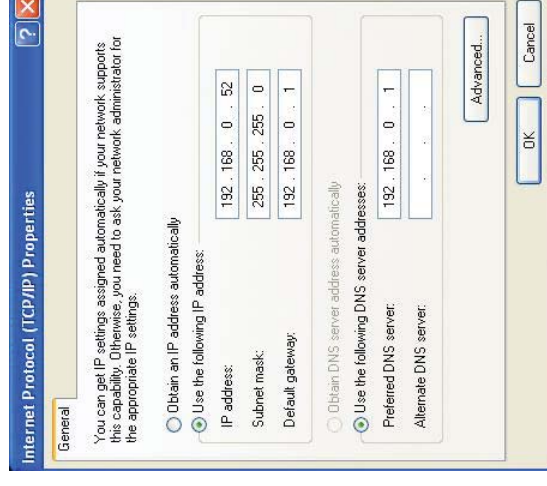 Internet Protocol (TCP/IP) Properties
General
You can get IP settings assigned automatically if your network supports
this capability. Otherwise, you need to ask your network administrator for
the appropriate IP settings.
Obtain an IP address automatically
Use the following IP address:
IP address: 192 . 168 . 0 . 52
Subnet mask: 255 . 255 . 255 . 0
Default gateway: 192 . 168 . 0 . 1
Obtain DNS server address automatically
Use the following DNS server addresses:
Preferred DNS server: 192 . 168 . 0 . 1
Alternate DNS server: . . .
Advanced...
OK Cancel